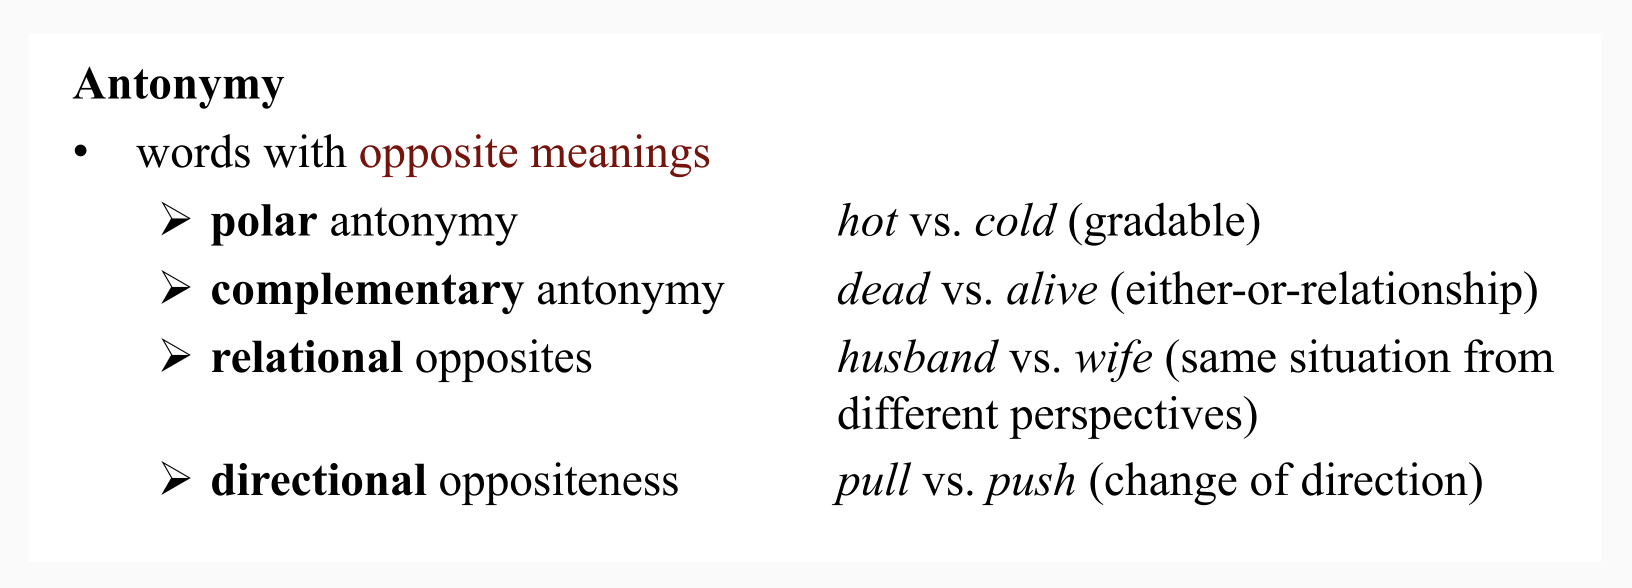 Antonymy
• words with opposite meanings
➢ polar antonymy hot vs. cold (gradable)
➢ complementary antonymy dead vs. alive (either-or-relationship)
➢ relational opposites husband vs. wife (same situation from
different perspectives)
➢ directional oppositeness pull vs. push (change of direction)